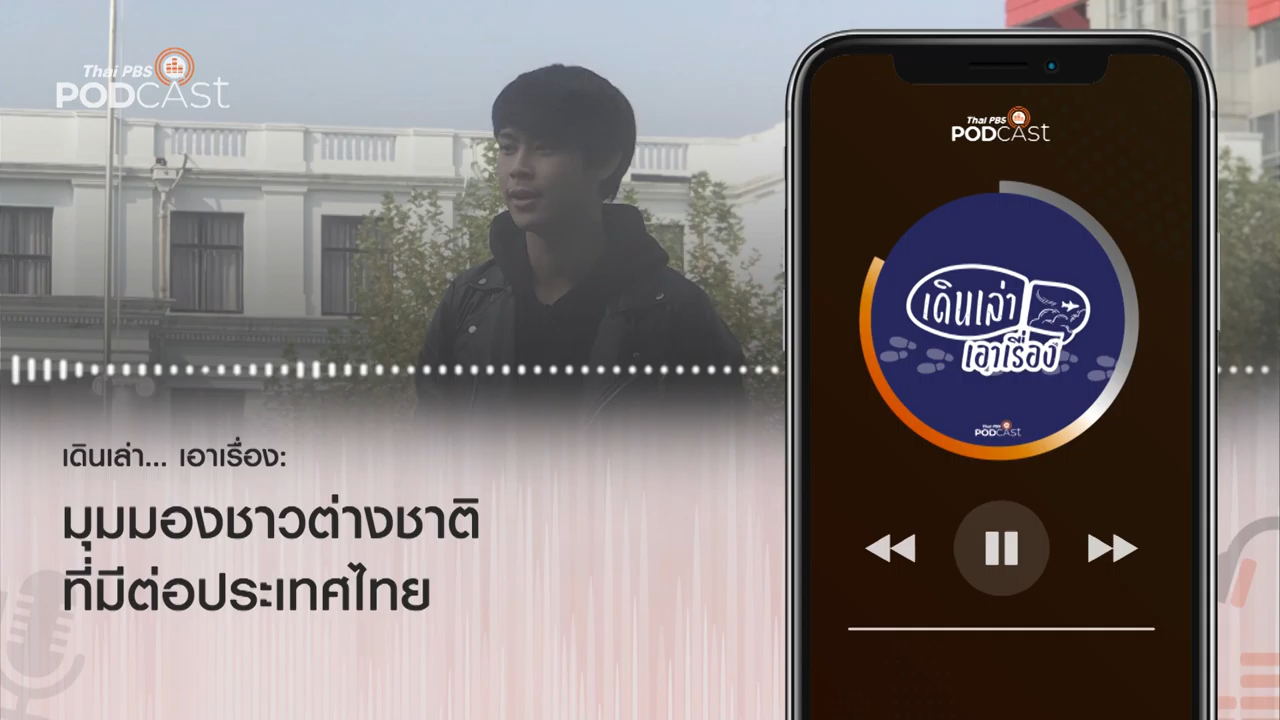 Thai PBS
PODCAST
เดินเล่า... เอาเรื่อง:
มุมมองชาวต่างชาติ
ที่มีต่อประเทศไทย
Thai PBS
PODCAST
เดินเล่า
เอาเรื่อง
Thai PBS
PODCAST